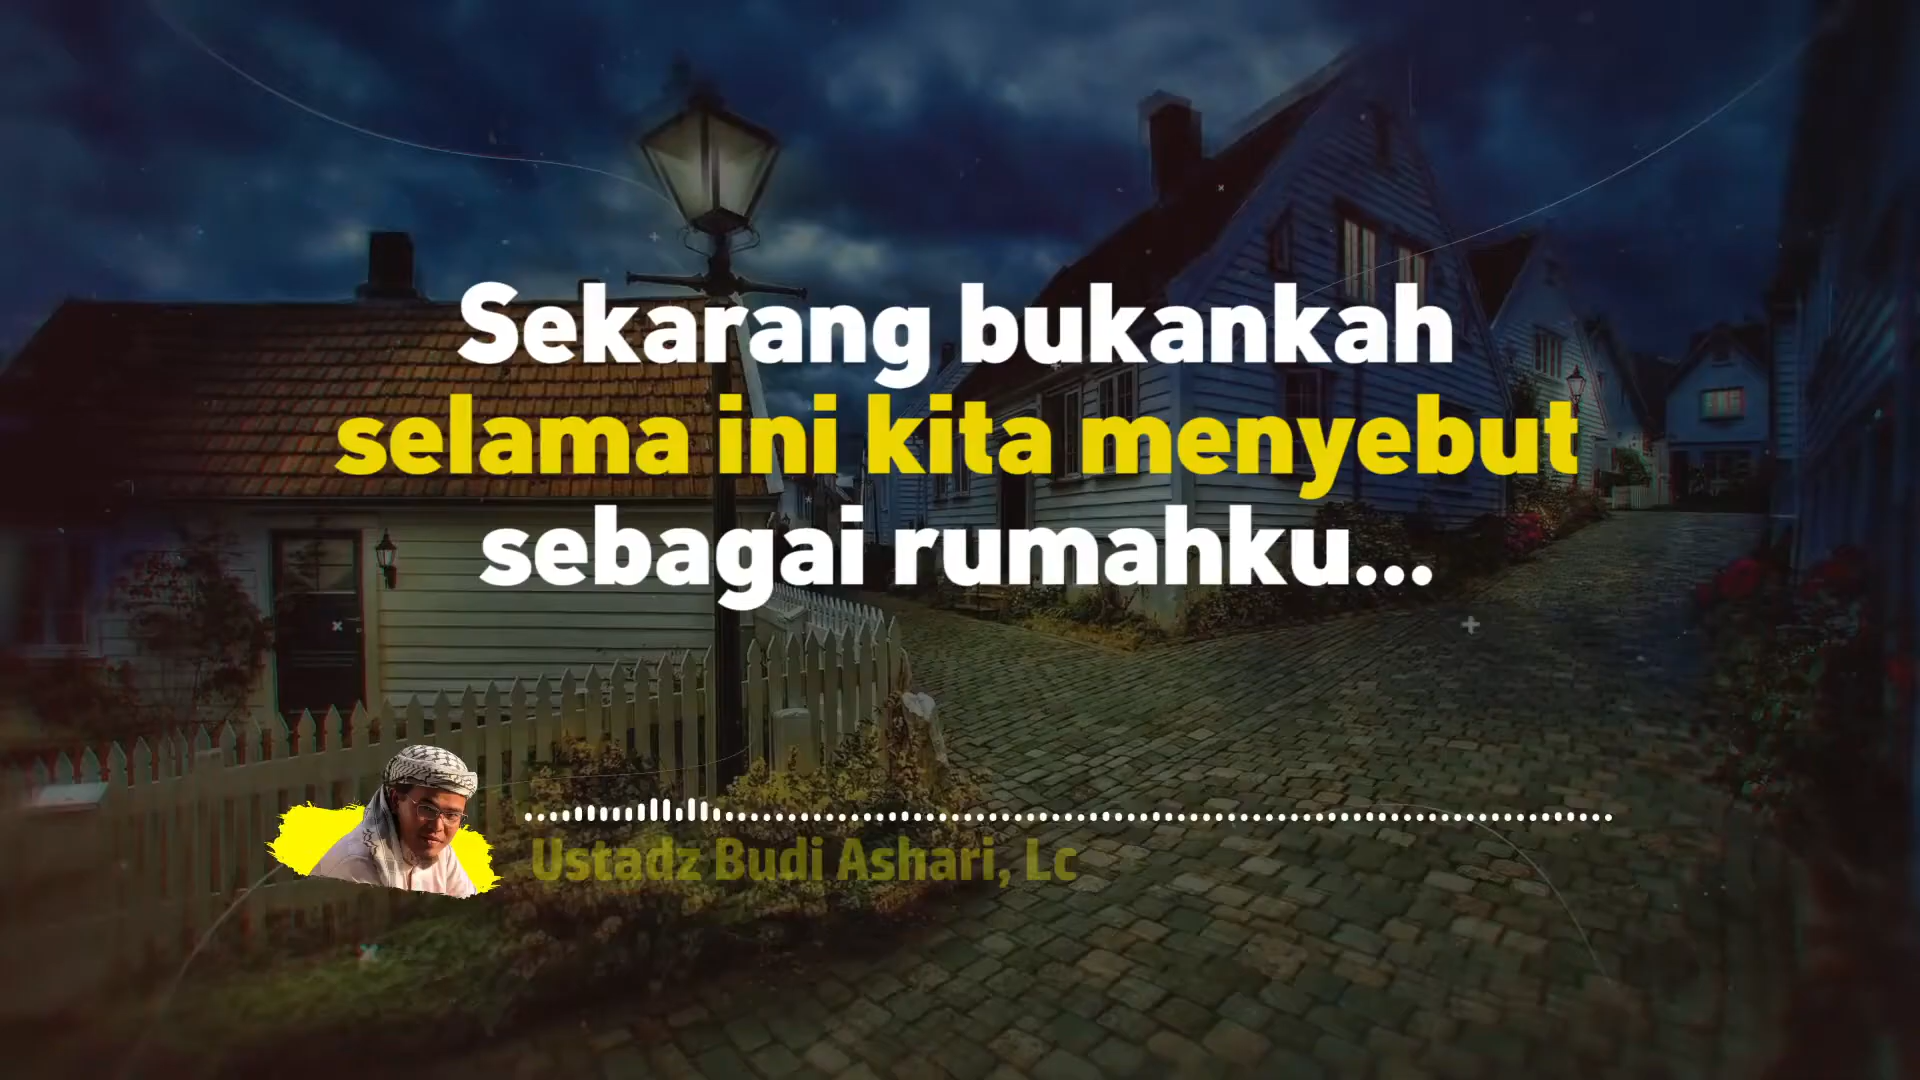 Sekarang bukankah
selama ini kita menyebut
sebagai rumahku...
Ustadz Budi Ashari, Lc